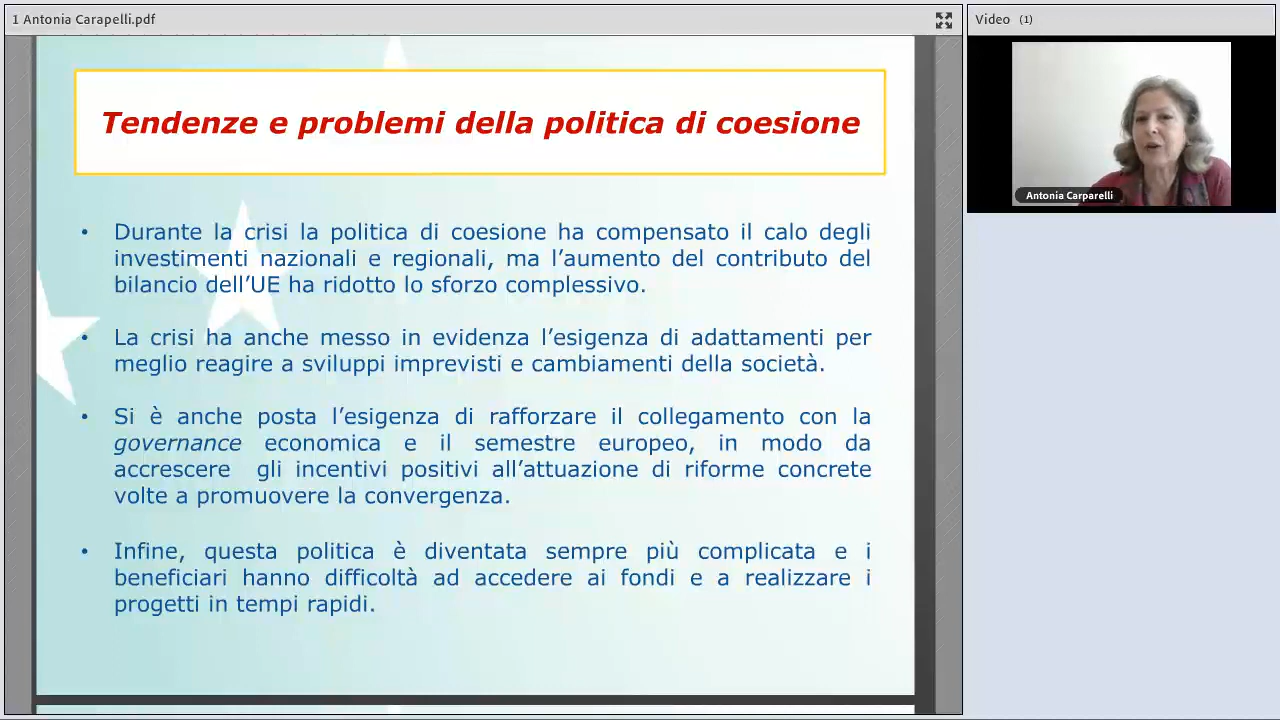 1 Antonia Carapelli.pdf
Video (1)
Antonia Carparelli
Tendenze e problemi della politica di coesione
• Durante la crisi la politica di coesione ha compensato il calo degli
investimenti nazionali e regionali, ma l’aumento del contributo del
bilancio dell’UE ha ridotto lo sforzo complessivo.
• La crisi ha anche messo in evidenza l’esigenza di adattamenti per
meglio reagire a sviluppi imprevisti e cambiamenti della società.
• Si è anche posta l’esigenza di rafforzare il collegamento con la
governance economica e il semestre europeo, in modo da
accrescere gli incentivi positivi all’attuazione di riforme concrete
volte a promuovere la convergenza.
• Infine, questa politica è diventata sempre più complicata e i
beneficiari hanno difficoltà ad accedere ai fondi e a realizzare i
progetti in tempi rapidi.